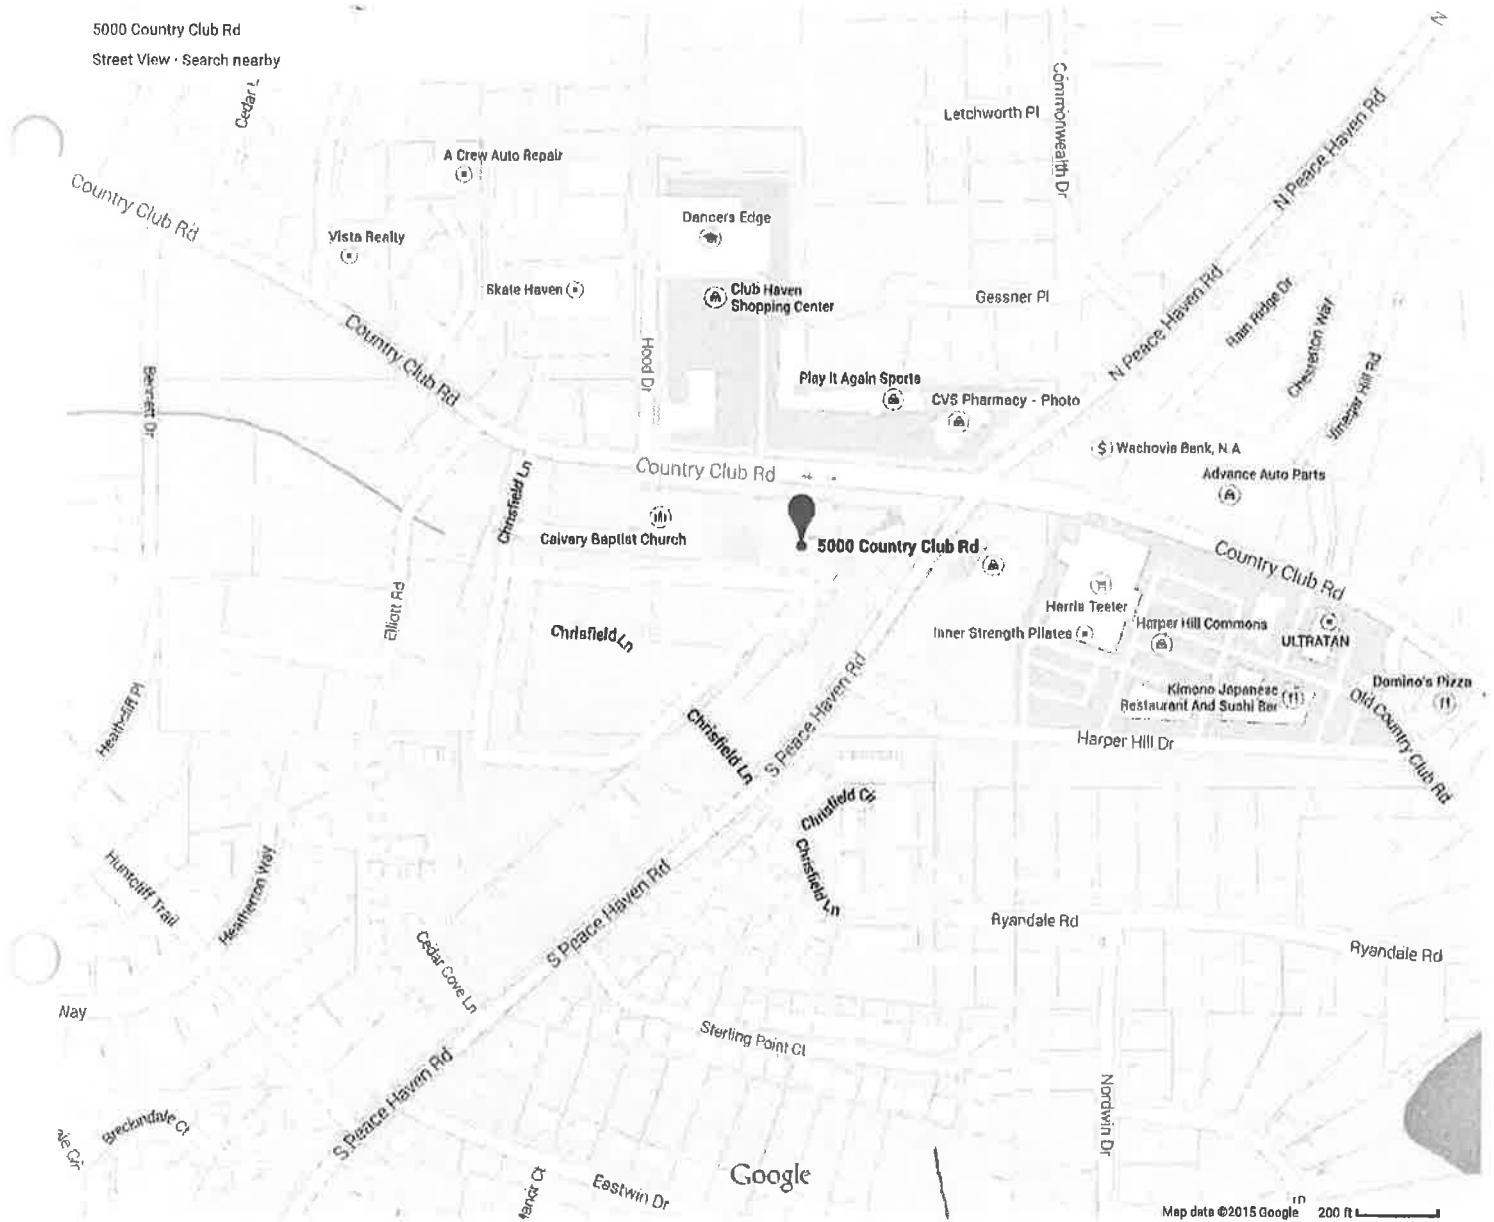 5000 Country Club Rd
Street View · Search nearby
Cedar L
N
Letchworth Pl
Commonwealth Dr
N Peace Haven Rd
A Crew Auto Repair
Country Club Rd
Dancers Edge
Vista Realty
Skate Haven
Club Haven
Shopping Center
Gessner Pl
N Peace Haven Rd
Rain Ridge Dr
Chesterton Way
Vinegar Hill Rd
Country Club Rd
Hood Dr
Bennett Dr
Play It Again Sports
CVS Pharmacy - Photo
$
Wachovia Bank, N.A
Advance Auto Parts
Country Club Rd
Chrisfield Ln
Calvary Baptist Church
5000 Country Club Rd
Country Club Rd
Elliott Rd
Harris Teeter
Inner Strength Pilates
Harper Hill Commons
ULTRATAN
Chrisfield Ln
Domino's Pizza
Kimono Japanese
Restaurant And Sushi Bar
Old Country Club Rd
Heathcliff Pl
Chrisfield Ln
S Peace Haven Rd
Harper Hill Dr
Chrisfield Ct
Chrisfield Ln
Huntcliff Trail
Heatherton Way
S Peace Haven Rd
Ryandale Rd
Ryandale Rd
Cedar Cove Ln
Sterling Point Ct
S Peace Haven Rd
Nordwin Dr
Breckindale Ct
Google
Eastwin Dr
Map data ©2015 Google 200 ft